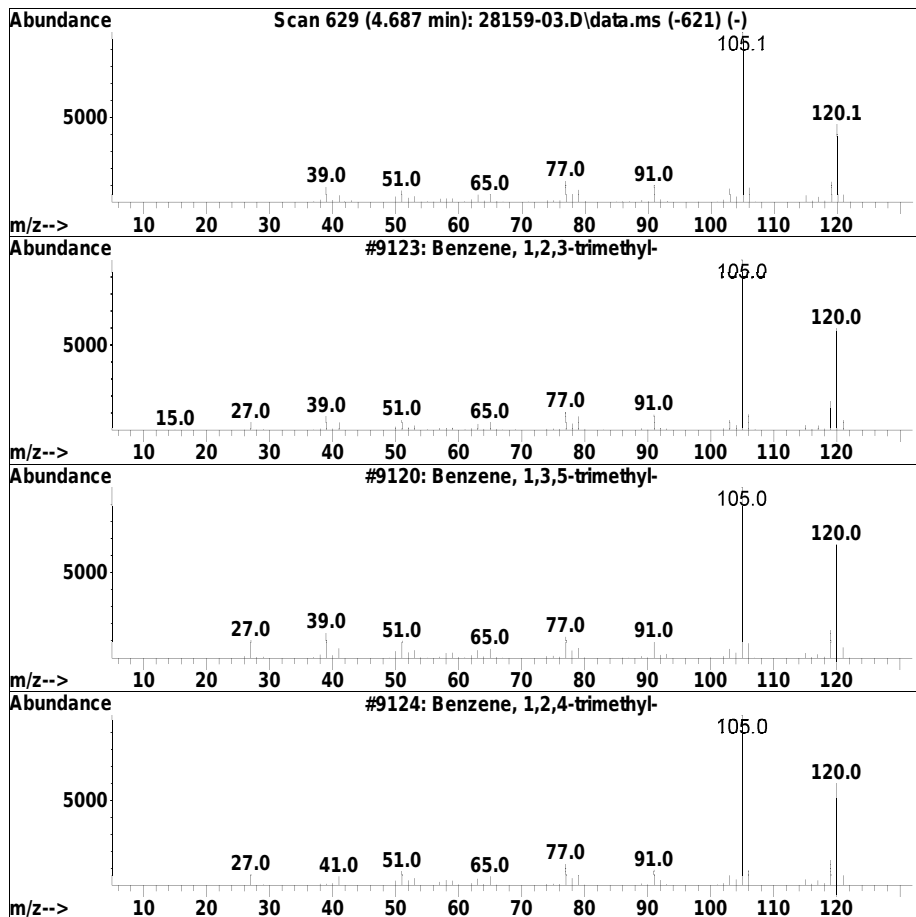 Abundance Scan 629 (4.687 min): 28159-03.D\data.ms (-621) (-)
105.1
5000 120.1
39.0 51.0 65.0 77.0 91.0
m/z--> 10 20 30 40 50 60 70 80 90 100 110 120
Abundance #9123: Benzene, 1,2,3-trimethyl-
105.0
5000 120.0
15.0 27.0 39.0 51.0 65.0 77.0 91.0
m/z--> 10 20 30 40 50 60 70 80 90 100 110 120
Abundance #9120: Benzene, 1,3,5-trimethyl-
105.0
5000 120.0
27.0 39.0 51.0 65.0 77.0 91.0
m/z--> 10 20 30 40 50 60 70 80 90 100 110 120
Abundance #9124: Benzene, 1,2,4-trimethyl-
105.0
5000 120.0
27.0 41.0 51.0 65.0 77.0 91.0
m/z--> 10 20 30 40 50 60 70 80 90 100 110 120